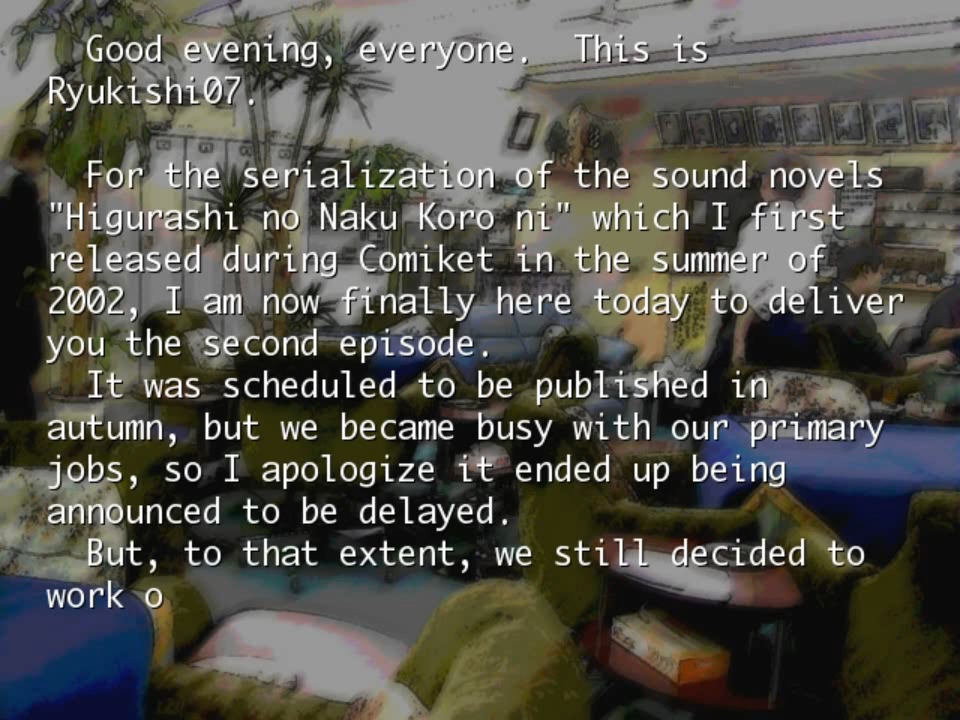 Good evening, everyone. This is
Ryukishi07.
For the serialization of the sound novels
"Higurashi no Naku Koro ni" which I first
released during Comiket in the summer of
2002, I am now finally here today to deliver
you the second episode.
It was scheduled to be published in
autumn, but we became busy with our primary
jobs, so I apologize it ended up being
announced to be delayed.
But, to that extent, we still decided to
work o